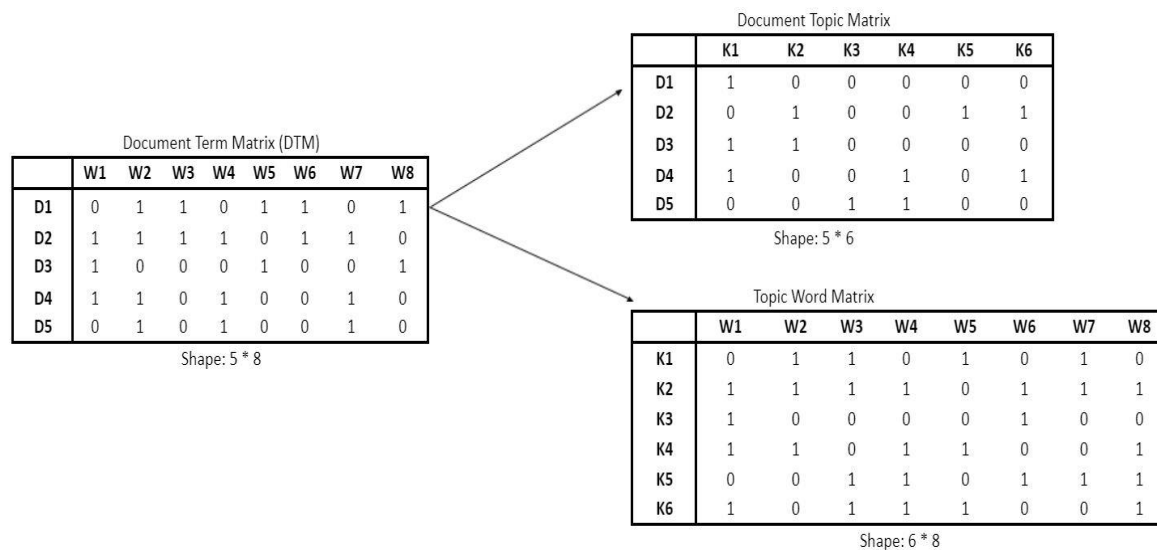 Document Term Matrix (DTM)
W1 W2 W3 W4 W5 W6 W7 W8
D1 0 1 1 0 1 1 0 1
D2 1 1 1 1 0 1 1 0
D3 1 0 0 0 1 0 0 1
D4 1 1 0 1 0 0 1 0
D5 0 1 0 1 0 0 1 0
Shape: 5 * 8
Document Topic Matrix
K1 K2 K3 K4 K5 K6
D1 1 0 0 0 0 0
D2 0 1 0 0 1 1
D3 1 1 0 0 0 0
D4 1 0 0 1 0 1
D5 0 0 1 1 0 0
Shape: 5 * 6
Topic Word Matrix
W1 W2 W3 W4 W5 W6 W7 W8
K1 0 1 1 0 1 0 1 0
K2 1 1 1 1 0 1 1 1
K3 1 0 0 0 0 1 0 0
K4 1 1 0 1 1 0 0 1
K5 0 0 1 1 0 1 1 1
K6 1 0 1 1 1 0 0 1
Shape: 6 * 8